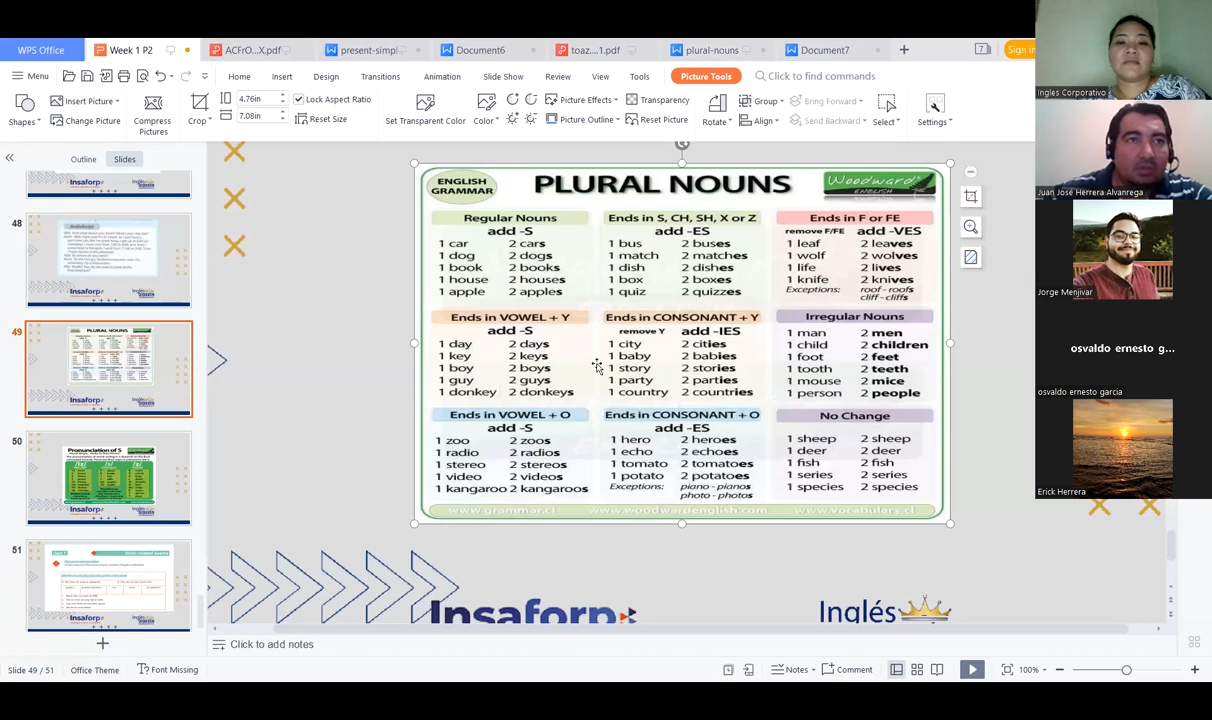 WPS Office
Week 1 P2
ACFrO...X.pdf
present-simpl
Document6
toaz....1.pdf
plural-nouns
Document7
7
Sign in
Menu
Home
Insert
Design
Transitions
Animation
Slide Show
Review
View
Tools
Picture Tools
Click to find commands
Shapes
Insert Picture
Change Picture
Compress Pictures
Crop
4.76in
7.08in
Lock Aspect Ratio
Reset Size
Set Transparent Color
Color
Picture Effects
Transparency
Picture Outline
Reset Picture
Rotate
Group
Align
Bring Forward
Send Backward
Select
Settings
Outline
Slides
48
49
50
51
PLURAL NOUNS
Pronunciation of S
ENGLISH GRAMMAR
PLURAL NOUNS
Woodward
ENGLISH
Regular Nouns
add -S
1 car 2 cars
1 dog 2 dogs
1 book 2 books
1 house 2 houses
1 apple 2 apples
Ends in S, CH, SH, X or Z
add -ES
1 bus 2 buses
1 match 2 matches
1 dish 2 dishes
1 box 2 boxes
1 quiz 2 quizzes
Ends in F or FE
remove F/FE add -VES
1 leaf 2 leaves
1 wolf 2 wolves
1 life 2 lives
1 knife 2 knives
Exceptions: roof - roofs
cliff - cliffs
Ends in VOWEL + Y
add -S
1 day 2 days
1 key 2 keys
1 boy 2 boys
1 guy 2 guys
1 donkey 2 donkeys
Ends in CONSONANT + Y
remove Y add -IES
1 city 2 cities
1 baby 2 babies
1 story 2 stories
1 party 2 parties
1 country 2 countries
Irregular Nouns
1 man 2 men
1 child 2 children
1 foot 2 feet
1 tooth 2 teeth
1 mouse 2 mice
1 person 2 people
Ends in VOWEL + O
add -S
1 zoo 2 zoos
1 radio 2 radios
1 stereo 2 stereos
1 video 2 videos
1 kangaroo 2 kangaroos
Ends in CONSONANT + O
add -ES
1 hero 2 heroes
1 echo 2 echoes
1 tomato 2 tomatoes
1 potato 2 potatoes
Exceptions: piano - pianos
photo - photos
No Change
1 sheep 2 sheep
1 deer 2 deer
1 fish 2 fish
1 series 2 series
1 species 2 species
www.grammar.cl www.woodwardenglish.com www.vocabulary.cl
Insaforp
Inglés
Click to add notes
Slide 49 / 51
Office Theme
Font Missing
Notes
Comment
100%
Ingles Corporativo
Juan José Herrera Alvanrega
Jorge Menjivar
osvaldo ernesto g...
osvaldo ernesto garcia
Erick Herrera